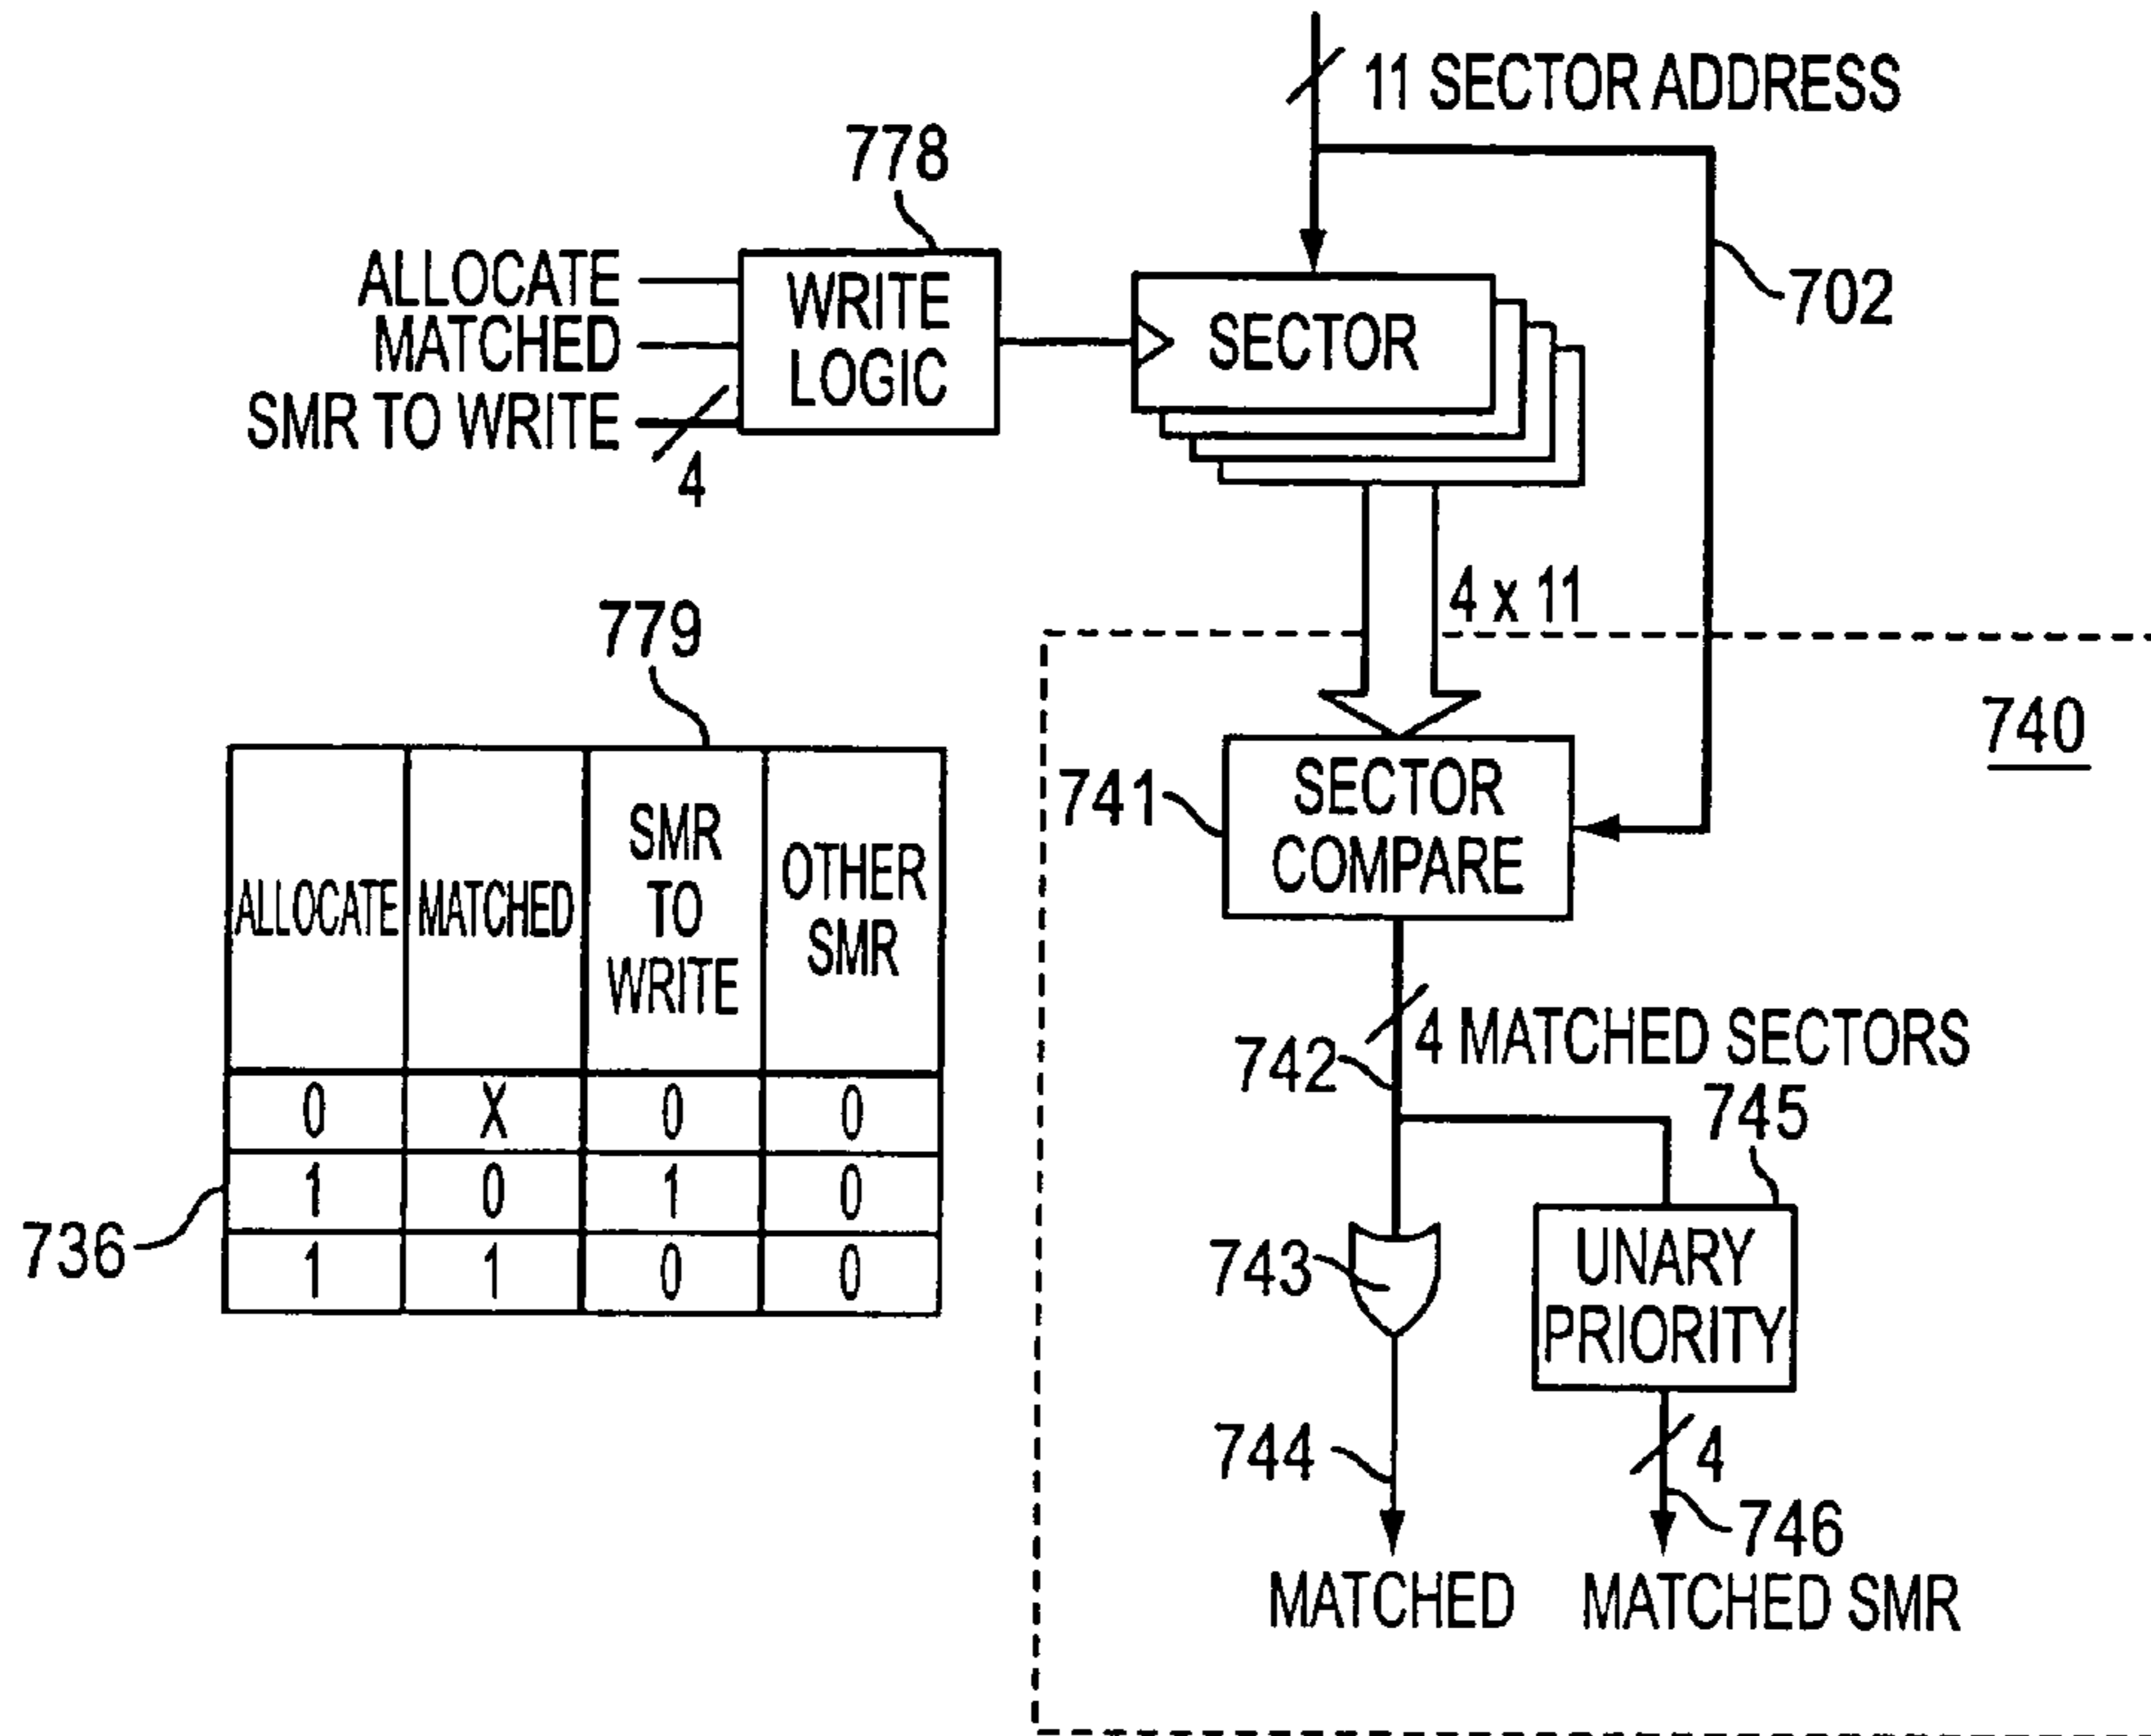 11 SECTOR ADDRESS
778
ALLOCATE
MATCHED
SMR TO WRITE
4
WRITE
LOGIC
SECTOR
702
4 x 11
779
740
741
SECTOR
COMPARE
ALLOCATE MATCHED SMR TO WRITE OTHER SMR
0 X 0 0
1 0 1 0
1 1 0 0
736
742
4 MATCHED SECTORS
745
743
UNARY
PRIORITY
744
4
746
MATCHED
MATCHED SMR